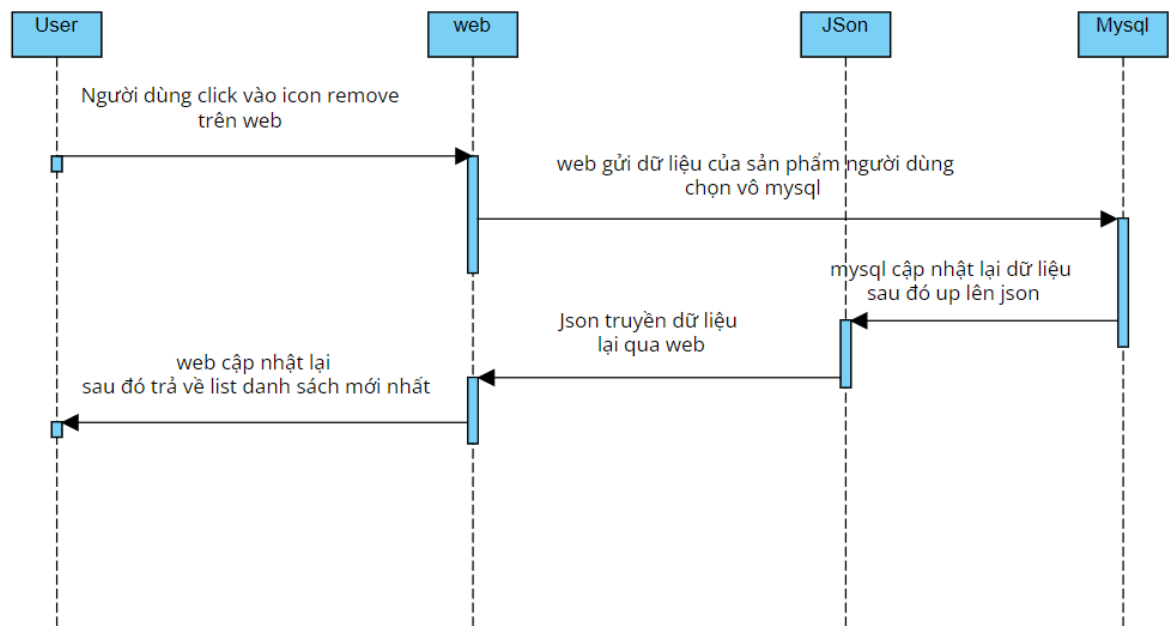 User
web
JSon
Mysql
Người dùng click vào icon remove
trên web
web gửi dữ liệu của sản phẩm người dùng
chọn vô mysql
mysql cập nhật lại dữ liệu
sau đó up lên json
Json truyền dữ liệu
lại qua web
web cập nhật lại
sau đó trả về list danh sách mới nhất